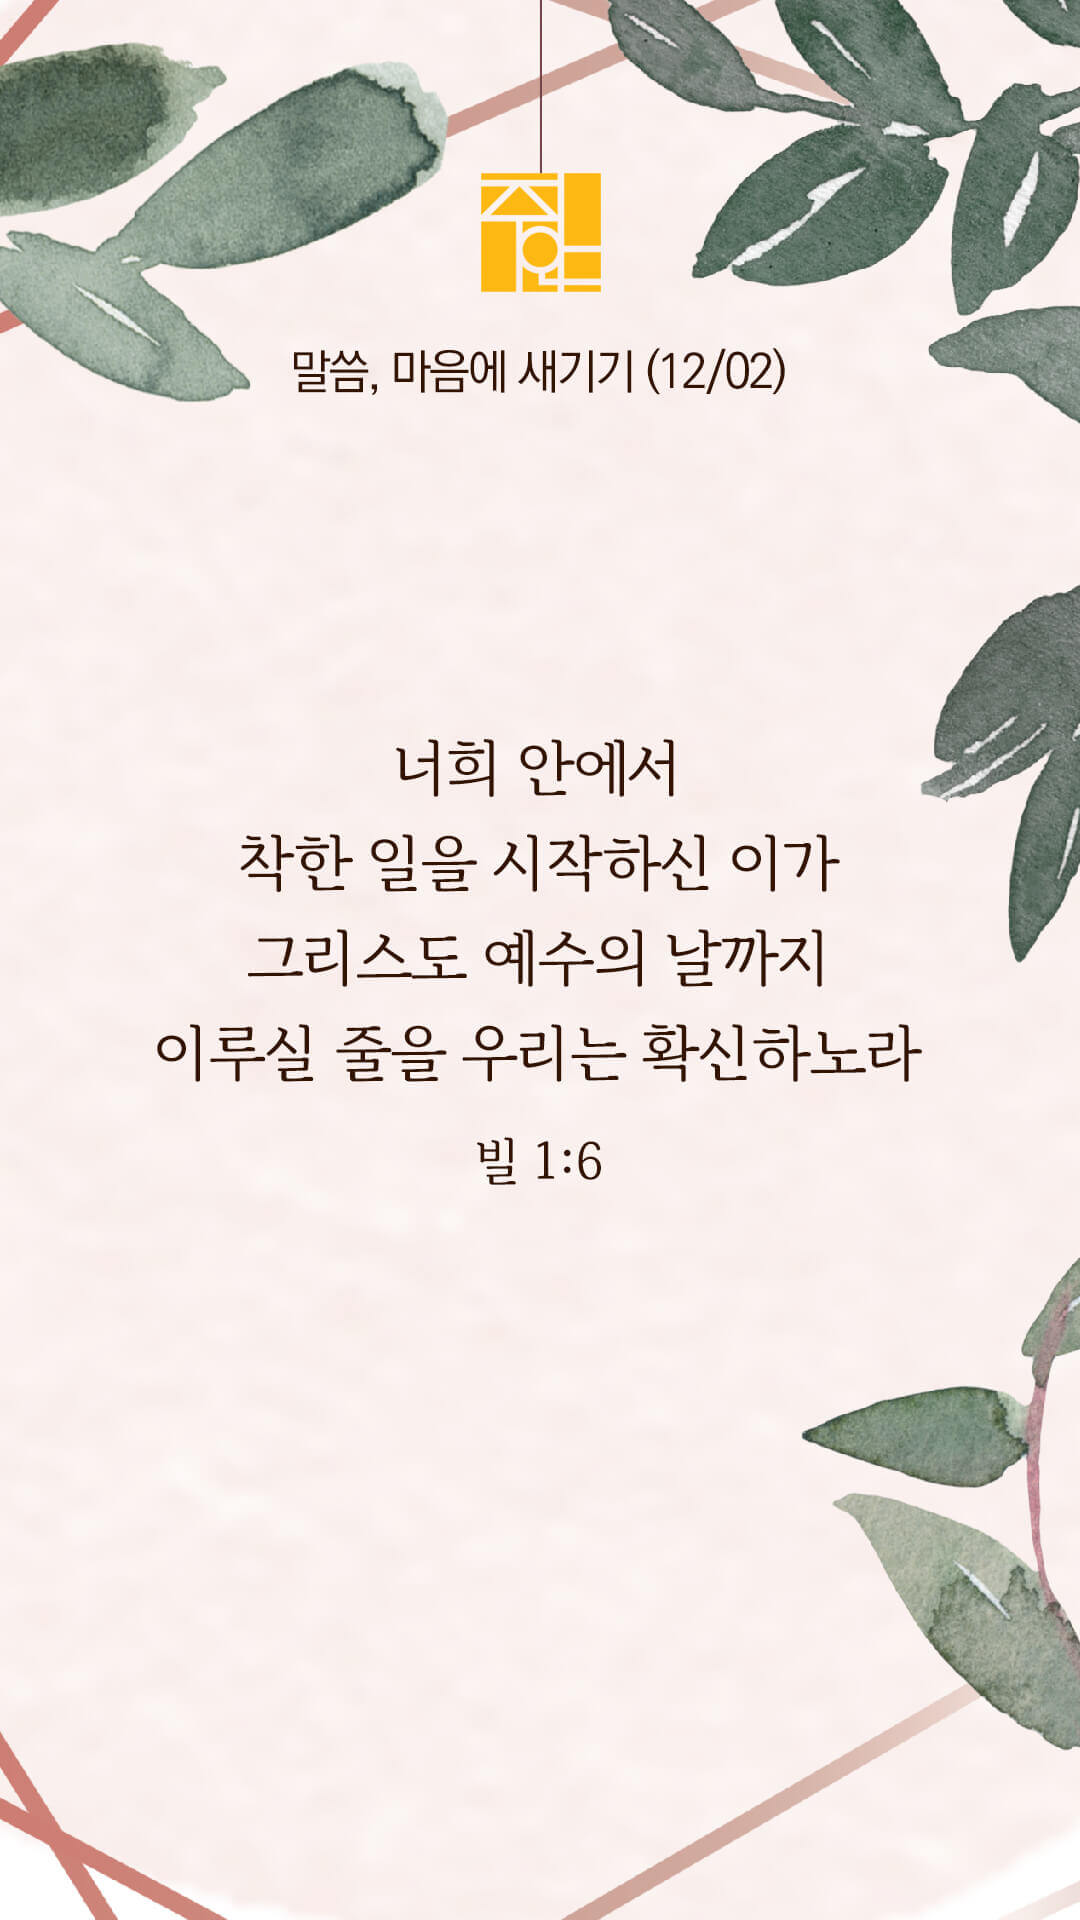 말씀, 마음에 새기기 (12/02)
너희 안에서
착한 일을 시작하신 이가
그리스도 예수의 날까지
이루실 줄을 우리는 확신하노라
빌 1:6